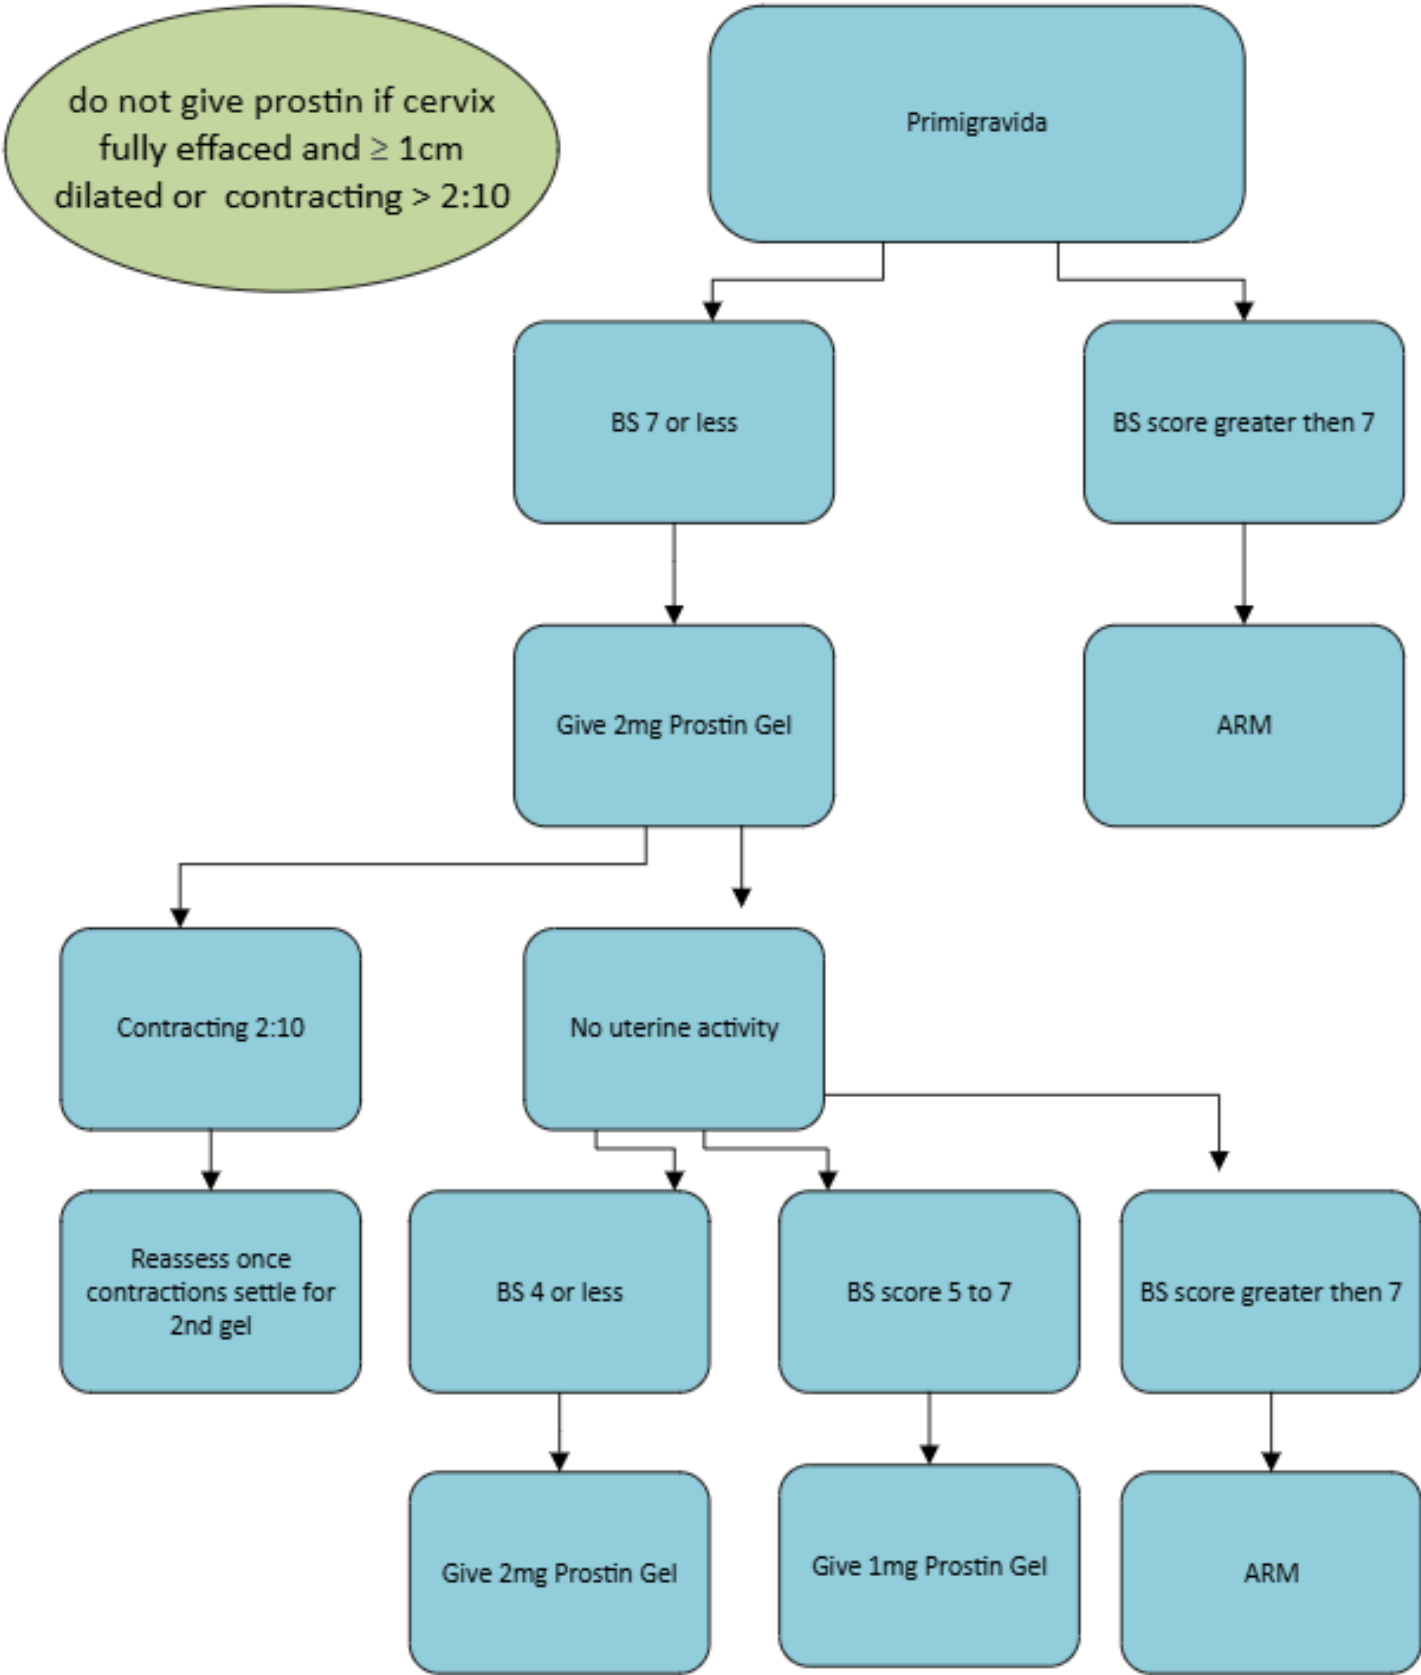 do not give prostin if cervix
fully effaced and ≥ 1cm
dilated or  contracting > 2:10
Primigravida
BS 7 or less
BS score greater then 7
Give 2mg Prostin Gel
ARM
Contracting 2:10
No uterine activity
Reassess once
contractions settle for
2nd gel
BS 4 or less
BS score 5 to 7
BS score greater then 7
Give 2mg Prostin Gel
Give 1mg Prostin Gel
ARM